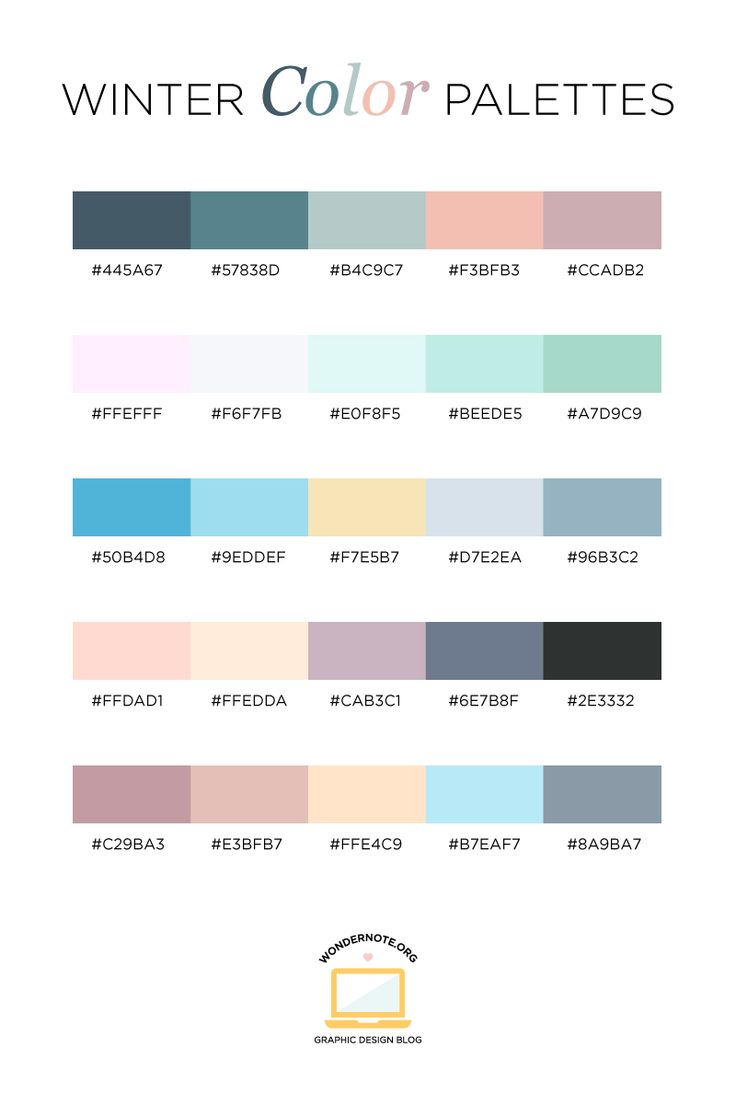 WINTER Color PALETTES
#445A67 #57838D #B4C9C7 #F3BFB3 #CCADB2
#FFEFFF #F6F7FB #E0F8F5 #BEEDE5 #A7D9C9
#50B4D8 #9EDDEF #F7E5B7 #D7E2EA #96B3C2
#FFDAD1 #FFEDDA #CAB3C1 #6E7B8F #2E3332
#C29BA3 #E3BFB7 #FFE4C9 #B7EAF7 #8A9BA7
WONDERNOTE.ORG
GRAPHIC DESIGN BLOG